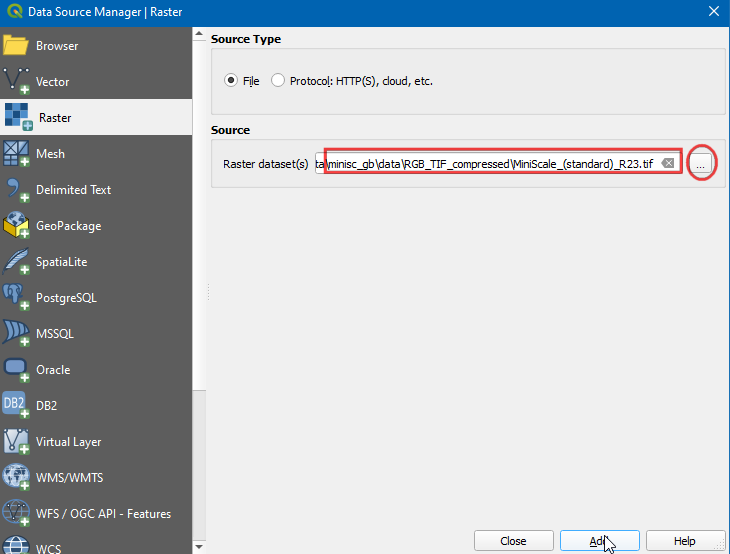 Data Source Manager | Raster
Browser
Vector
Raster
Mesh
Delimited Text
GeoPackage
SpatiaLite
PostgreSQL
MSSQL
Oracle
DB2
DB2
Virtual Layer
WMS/WMTS
WFS / OGC API - Features
WCS
Source Type
File
Protocol: HTTP(S), cloud, etc.
Source
Raster dataset(s)
ta\minisc_gb\data\RGB_TIF_compressed\MiniScale_(standard)_R23.tif
...
Close
Add
Help